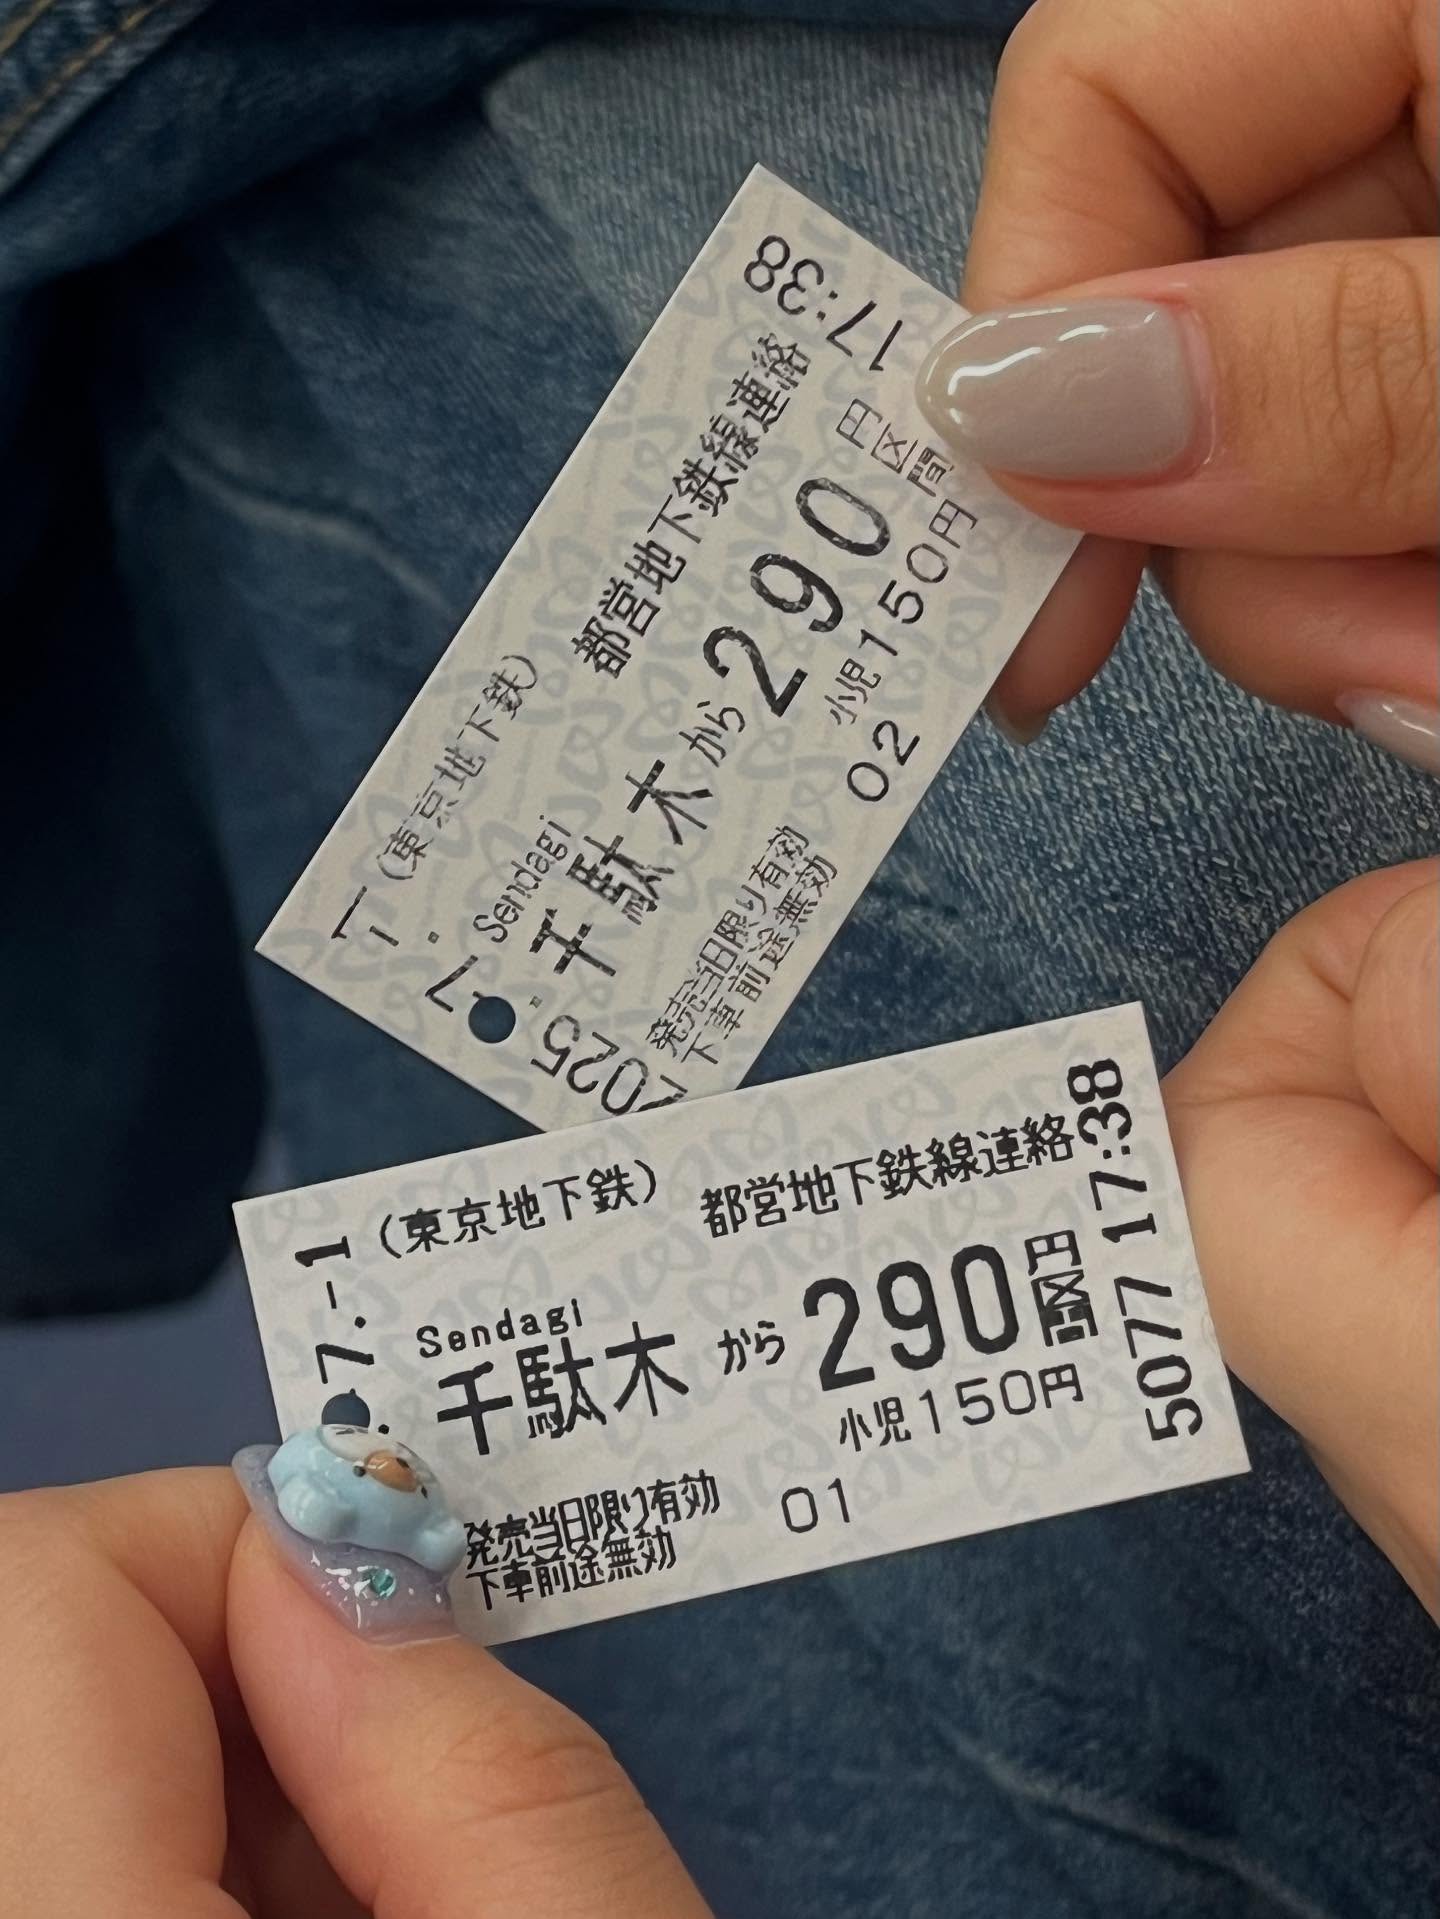 2025. 7.-1
17:38
(東京地下鉄)
都営地下鉄線連絡
Sendagi
千駄木から290円区間
小児150円
発売当日限り有効
下車前途無効
02
7.-1
5077 17:38
(東京地下鉄)
都営地下鉄線連絡
Sendagi
千駄木から290円区間
小児150円
発売当日限り有効
下車前途無効
01